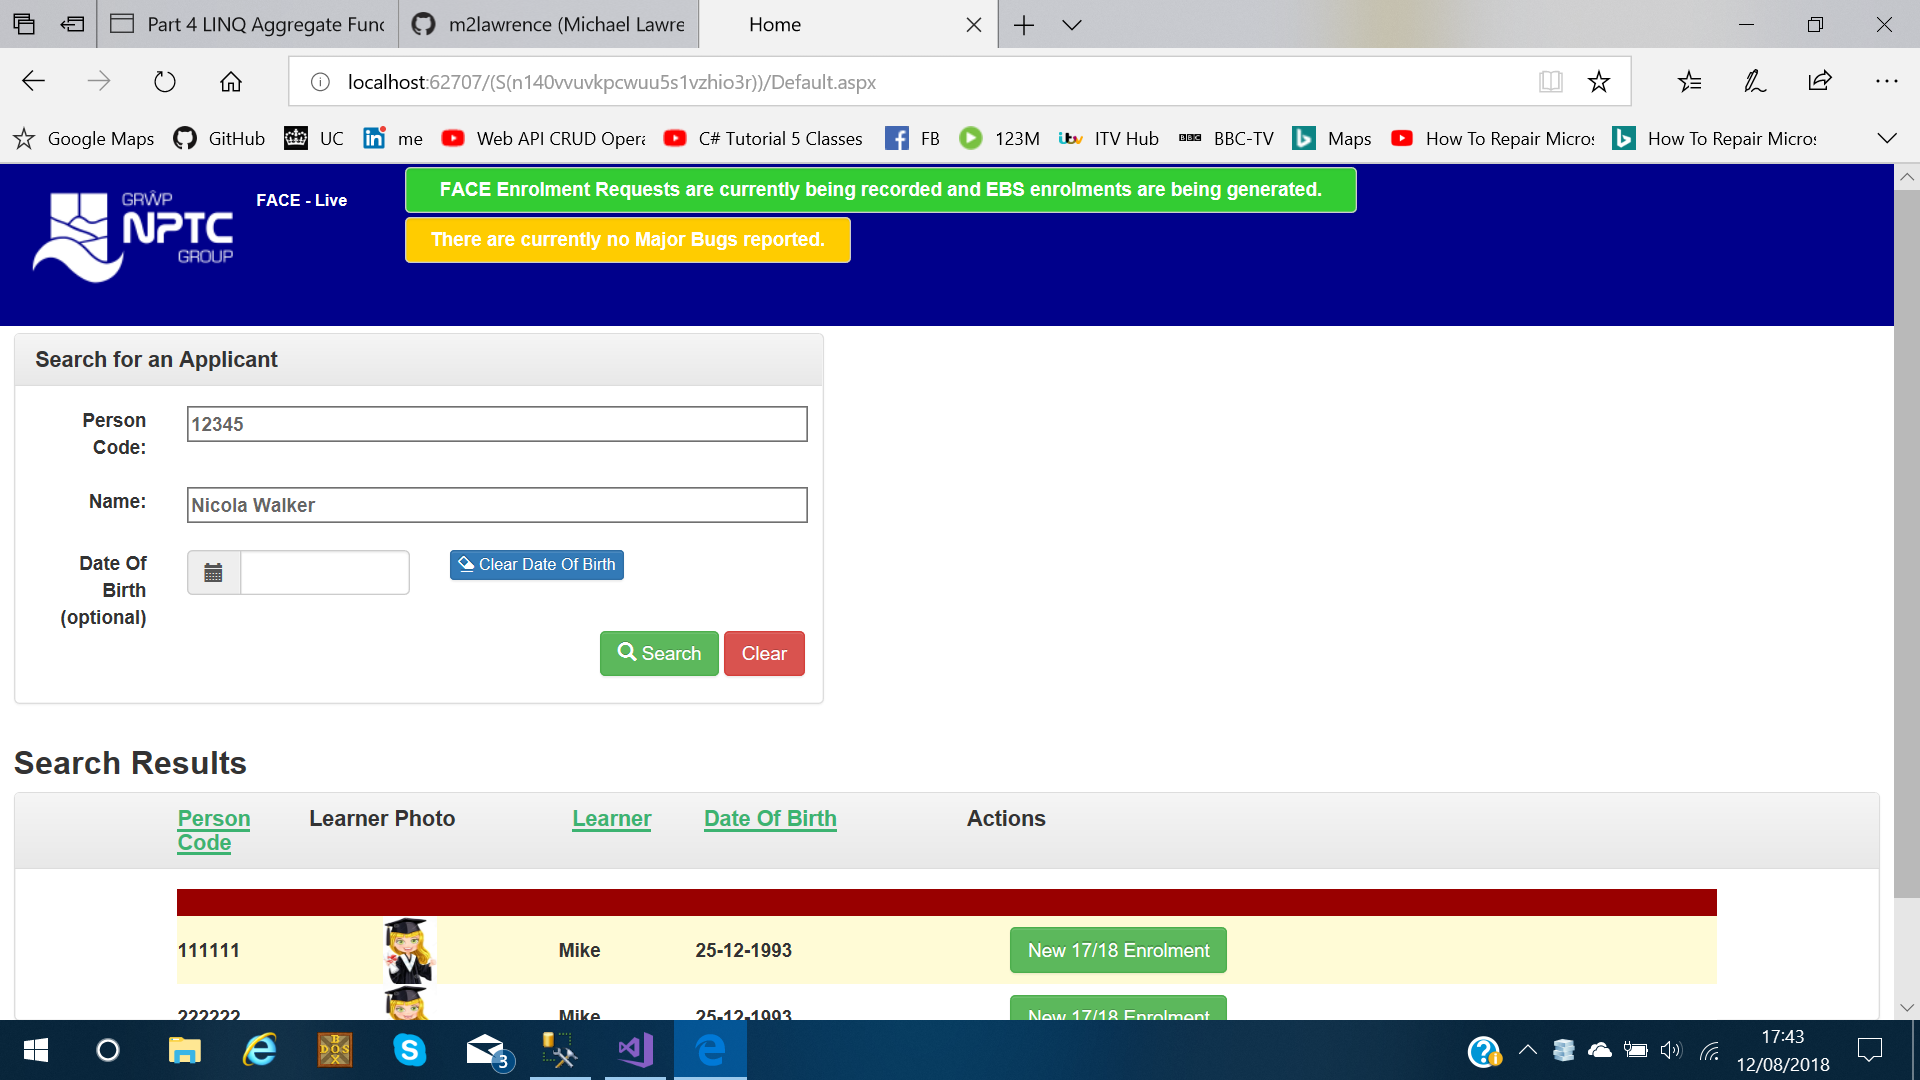 Part 4 LINQ Aggregate Func
m2lawrence (Michael Lawre
Home
localhost:62707/(S(n140vvuvkpcwuu5s1vzhio3r))/Default.aspx
Google Maps
GitHub
UC
in
me
Web API CRUD Opera
C# Tutorial 5 Classes
f
FB
123M
itv
ITV Hub
BBC
BBC-TV
b
Maps
How To Repair Micros
b
How To Repair Micros
GRŴP
NPTC
GROUP
FACE - Live
FACE Enrolment Requests are currently being recorded and EBS enrolments are being generated.
There are currently no Major Bugs reported.
Search for an Applicant
Person
Code:
12345
Name:
Nicola Walker
Date Of
Birth
(optional)
Clear Date Of Birth
Search
Clear
Search Results
Person
Code
Learner Photo
Learner
Date Of Birth
Actions
111111
Mike
25-12-1993
New 17/18 Enrolment
222222
Mike
25-12-1993
New 17/18 Enrolment
DOS
BOX
S
3
17:43
12/08/2018